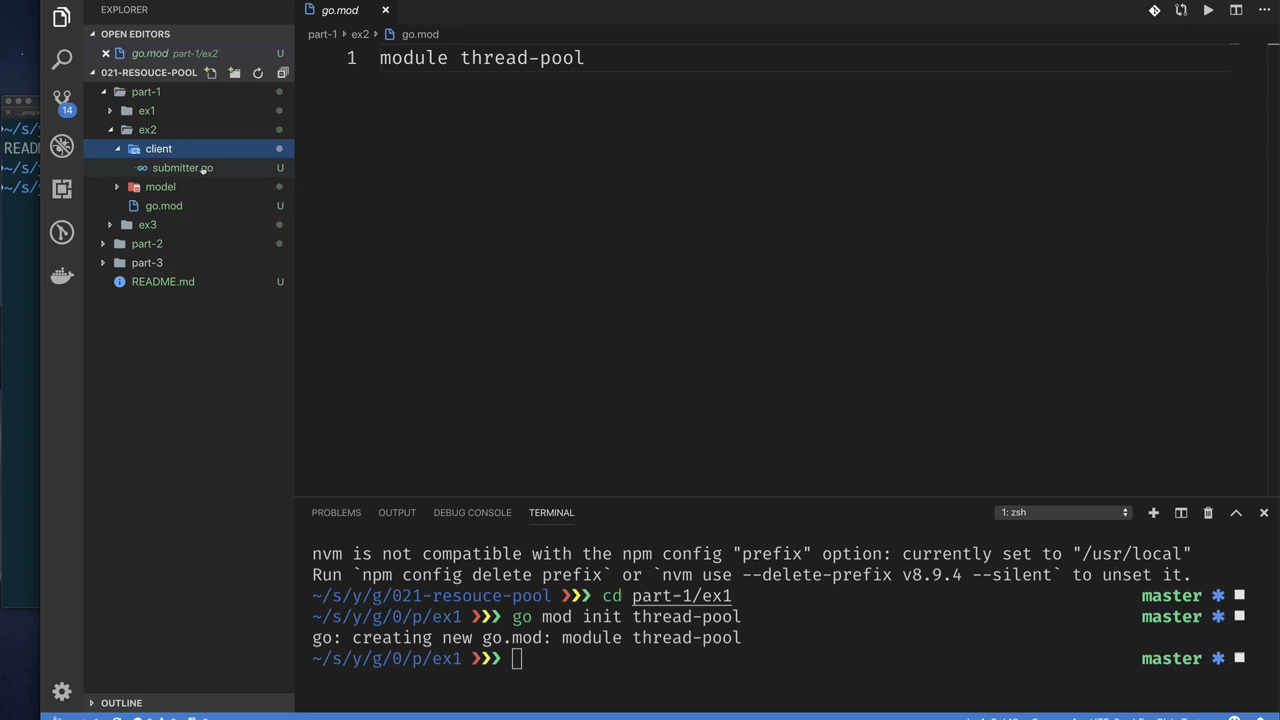 EXPLORER
OPEN EDITORS
go.mod part-1/ex2 U
021-RESOUCE-POOL
part-1
ex1
ex2
client
submitter.go U
model
go.mod U
ex3
part-2
part-3
README.md U
OUTLINE
14
~/s/
READ
~/s/
~/s/
go.mod
part-1 ex2 go.mod
1 module thread-pool
PROBLEMS OUTPUT DEBUG CONSOLE TERMINAL 1: zsh
nvm is not compatible with the npm config "prefix" option: currently set to "/usr/local"
Run `npm config delete prefix` or `nvm use --delete-prefix v8.9.4 --silent` to unset it.
~/s/y/g/021-resouce-pool ❯❯❯ cd part-1/ex1 master ✱ ◼
~/s/y/g/0/p/ex1 ❯❯❯ go mod init thread-pool master ✱ ◼
go: creating new go.mod: module thread-pool
~/s/y/g/0/p/ex1 ❯❯❯ master ✱ ◼